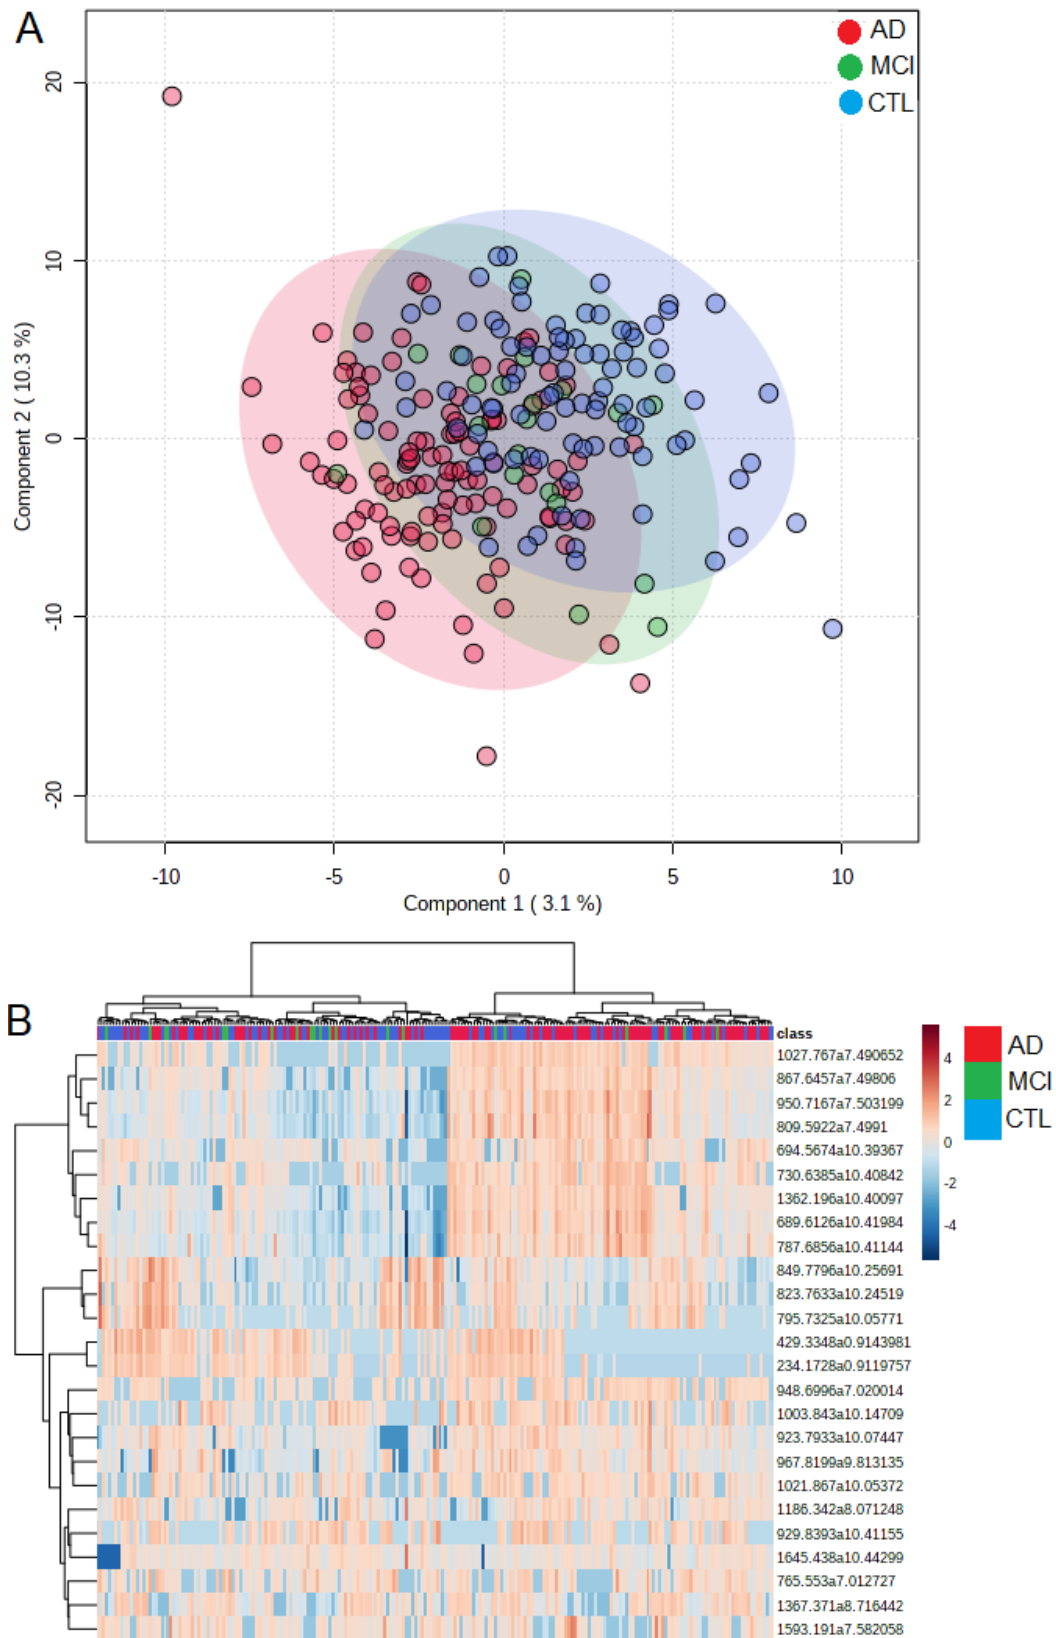 A
AD
MCI
CTL
20
10
0
-10
-20
Component 2 ( 10.3 %)
-10
-5
0
5
10
Component 1 ( 3.1 %)
B
class
1027.767a7.490652
867.6457a7.49806
950.7167a7.503199
809.5922a7.4991
694.5674a10.39367
730.6385a10.40842
1362.196a10.40097
689.6126a10.41984
787.6856a10.41144
849.7796a10.25691
823.7633a10.24519
795.7325a10.05771
429.3348a0.9143981
234.1728a0.9119757
948.6996a7.020014
1003.843a10.14709
923.7933a10.07447
967.8199a9.813135
1021.867a10.05372
1186.342a8.071248
929.8393a10.41155
1645.438a10.44299
765.553a7.012727
1367.371a8.716442
1593.191a7.582058
4
2
0
-2
-4
AD
MCI
CTL